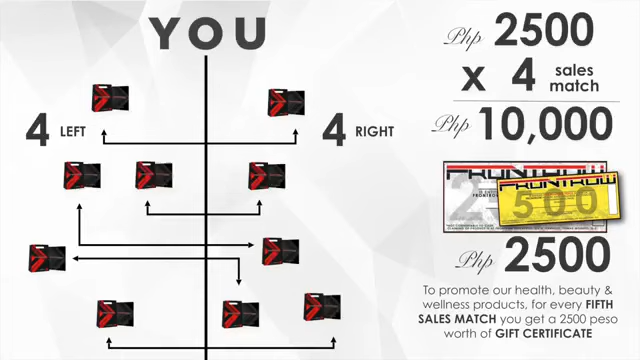 YOU
4 LEFT
4 RIGHT
Php 2500
x 4 sales match
Php 10,000
FRONTROW
FRONTROW
500
Php 2500
To promote our health, beauty &
wellness products, for every FIFTH
SALES MATCH you get a 2500 peso
worth of GIFT CERTIFICATE